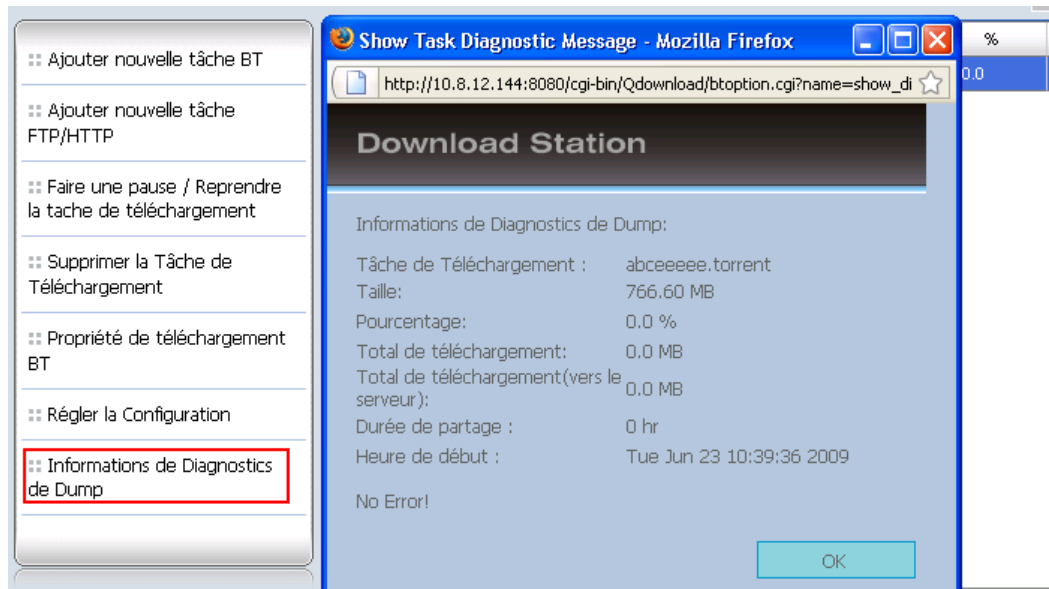 :: Ajouter nouvelle tâche BT
:: Ajouter nouvelle tâche
FTP/HTTP
:: Faire une pause / Reprendre
la tache de téléchargement
:: Supprimer la Tâche de
Téléchargement
:: Propriété de téléchargement
BT
:: Régler la Configuration
:: Informations de Diagnostics
de Dump
Show Task Diagnostic Message - Mozilla Firefox
http://10.8.12.144:8080/cgi-bin/Qdownload/btoption.cgi?name=show_di
Download Station
Informations de Diagnostics de Dump:
Tâche de Téléchargement : abceeeee.torrent
Taille: 766.60 MB
Pourcentage: 0.0 %
Total de téléchargement: 0.0 MB
Total de téléchargement(vers le
serveur): 0.0 MB
Durée de partage : 0 hr
Heure de début : Tue Jun 23 10:39:36 2009
No Error!
OK
%
0.0